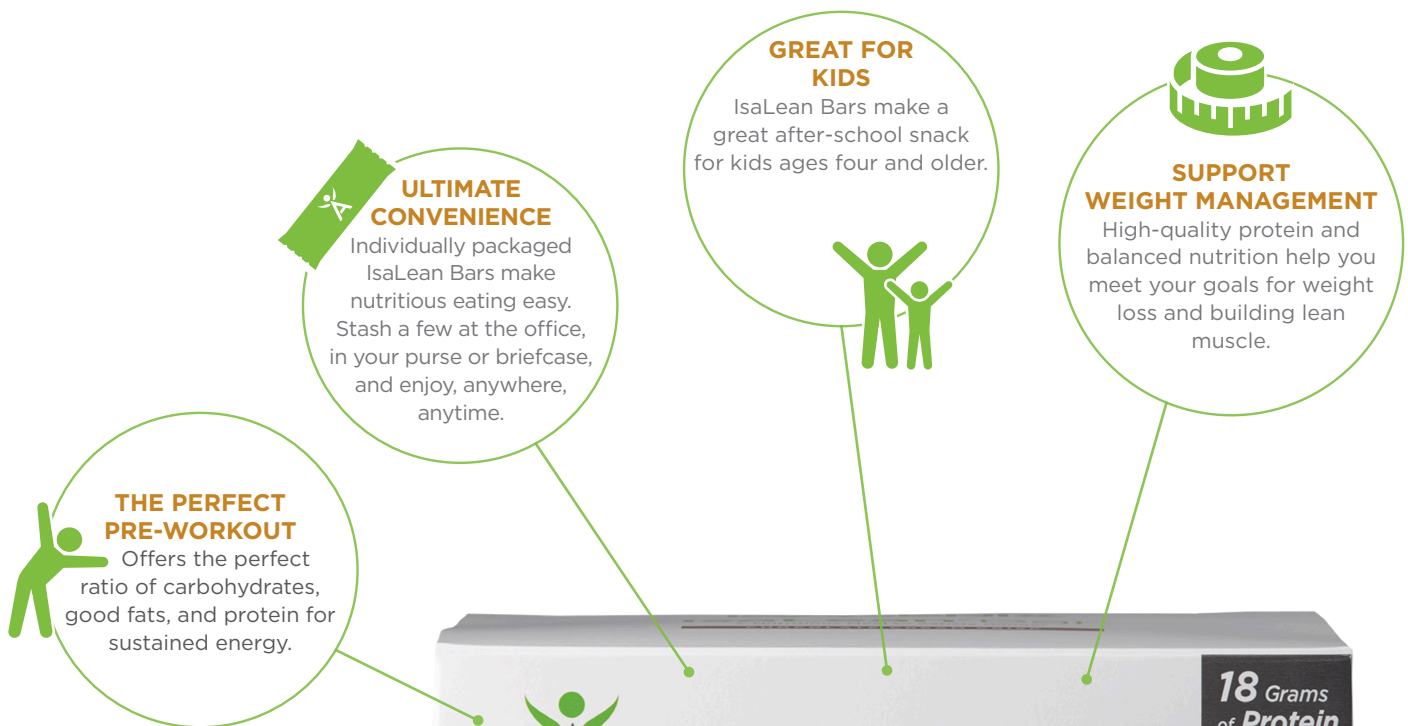 GREAT FOR
KIDS
IsaLean Bars make a
great after-school snack
for kids ages four and older.
SUPPORT
WEIGHT MANAGEMENT
High-quality protein and
balanced nutrition help you
meet your goals for weight
loss and building lean
muscle.
ULTIMATE
CONVENIENCE
Individually packaged
IsaLean Bars make
nutritious eating easy.
Stash a few at the office,
in your purse or briefcase,
and enjoy, anywhere,
anytime.
THE PERFECT
PRE-WORKOUT
Offers the perfect
ratio of carbohydrates,
good fats, and protein for
sustained energy.
18 Grams
of Protein